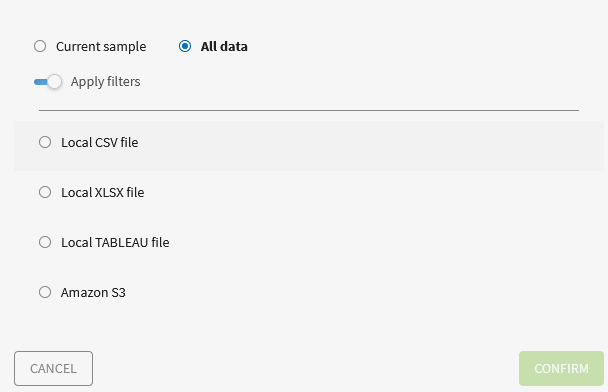 Current sample All data
Apply filters
Local CSV file
Local XLSX file
Local TABLEAU file
Amazon S3
CANCEL CONFIRM